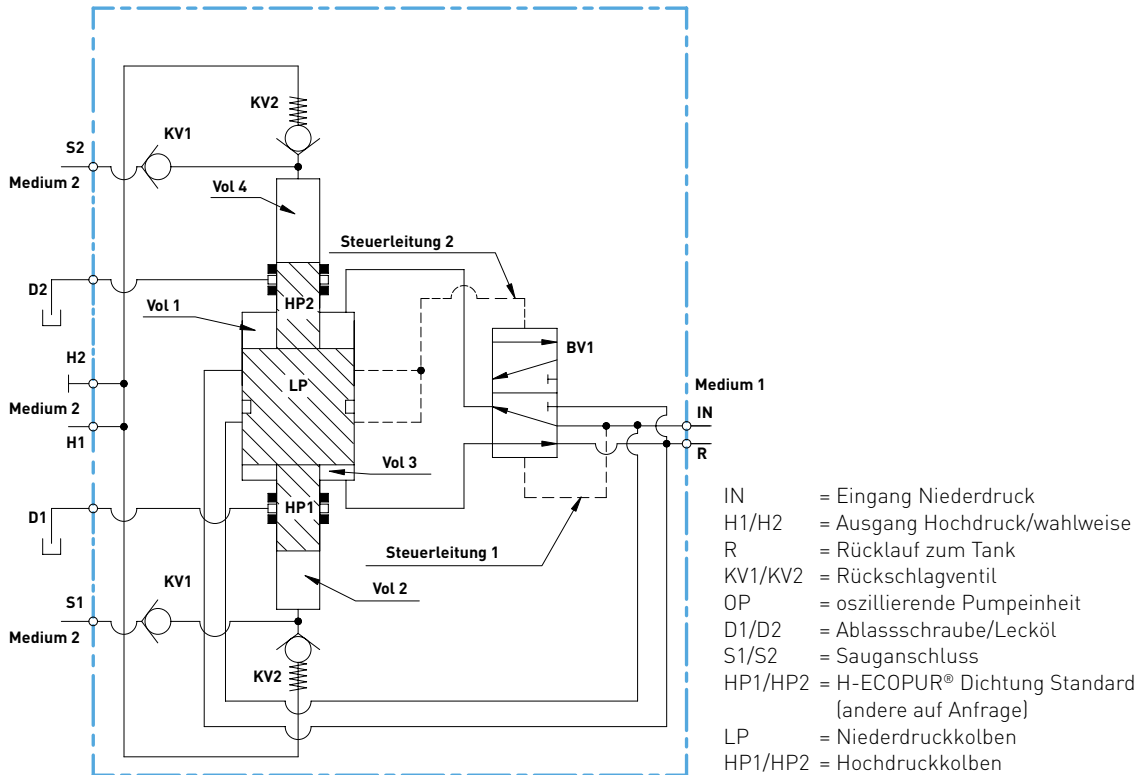 KV2
KV1
S2
Medium 2
Vol 4
Steuerleitung 2
D2
HP2
Vol 1
BV1
H2
LP
Medium 1
Medium 2
IN
H1
R
Vol 3
HP1
D1
Steuerleitung 1
KV1
Vol 2
S1
Medium 2
KV2
IN = Eingang Niederdruck
H1/H2 = Ausgang Hochdruck/wahlweise
R = Rücklauf zum Tank
KV1/KV2 = Rückschlagventil
OP = oszillierende Pumpeinheit
D1/D2 = Ablassschraube/Lecköl
S1/S2 = Sauganschluss
HP1/HP2 = H-ECOPUR® Dichtung Standard
(andere auf Anfrage)
LP = Niederdruckkolben
HP1/HP2 = Hochdruckkolben